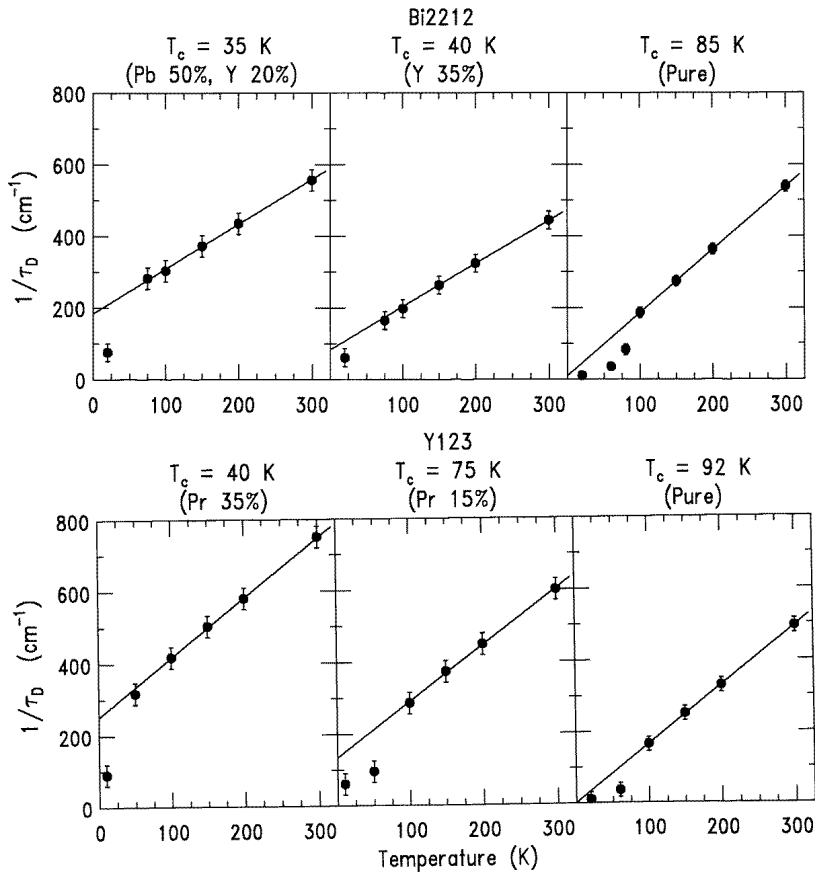 Bi2212
T_c = 35 K T_c = 40 K T_c = 85 K
(Pb 50%, Y 20%) (Y 35%) (Pure)
800
600
400
200
0
1/τ_D (cm⁻¹)
0 100 200 300 100 200 300 100 200 300
Y123
T_c = 40 K T_c = 75 K T_c = 92 K
(Pr 35%) (Pr 15%) (Pure)
800
600
400
200
0
1/τ_D (cm⁻¹)
0 100 200 300 100 200 300 100 200 300
Temperature (K)